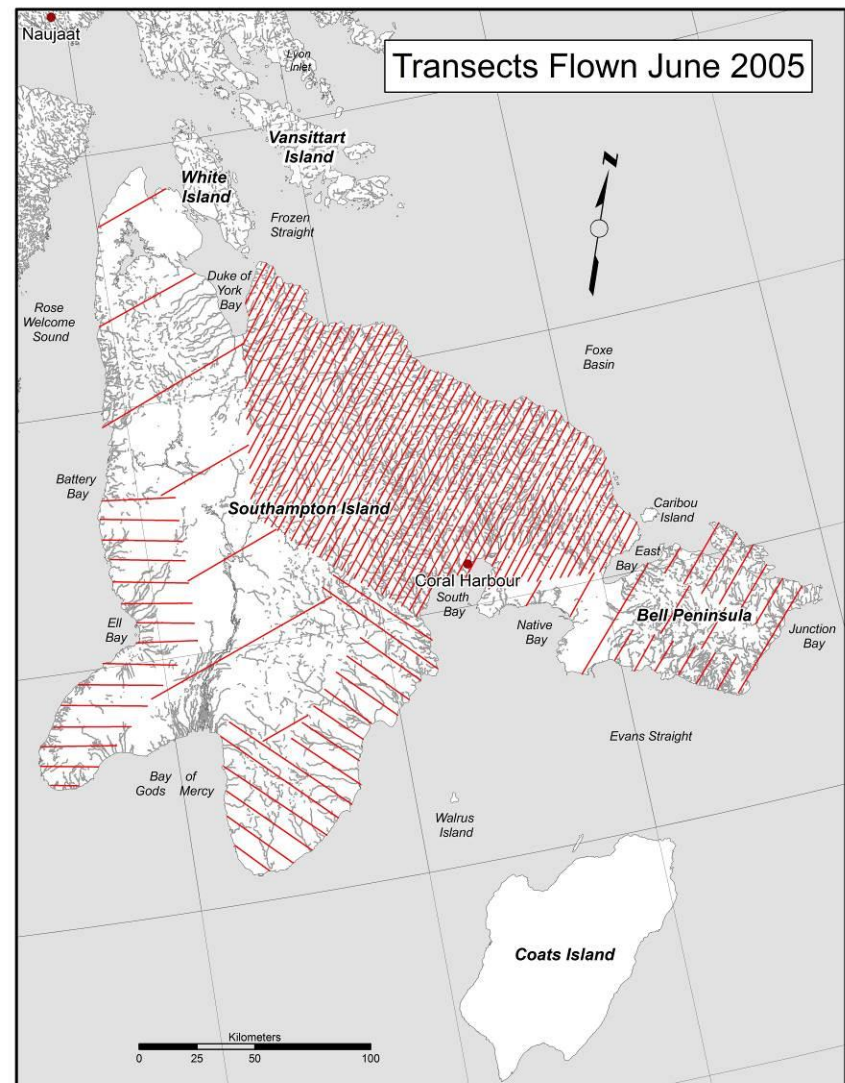 Naujaat
Transects Flown June 2005
Lyon
Inlet
Vansittart
Island
White
Island
N
Frozen
Straight
Duke of
York
Bay
Rose
Welcome
Sound
Foxe
Basin
Battery
Bay
Southampton Island
Caribou
Island
East
Bay
Coral Harbour
South
Bay
Ell
Bay
Native
Bay
Bell Peninsula
Junction
Bay
Evans Straight
Bay of
Gods Mercy
Walrus
Island
Coats Island
Kilometers
0 25 50 100